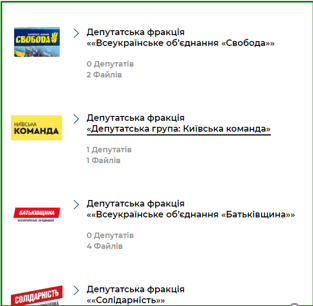 СВОБОДА
Депутатська фракція
««Всеукраїнське об'єднання «Свобода»»
0 Депутатів
2 Файлів
КИЇВСЬКА
КОМАНДА
Депутатська фракція
«Депутатська група: Київська команда»
1 Депутатів
1 Файлів
БАТЬКІВЩИНА
Депутатська фракція
««Всеукраїнське об'єднання «Батьківщина»»
0 Депутатів
4 Файлів
СОЛІДАРНІСТЬ
Депутатська фракція
««Солідарність»»